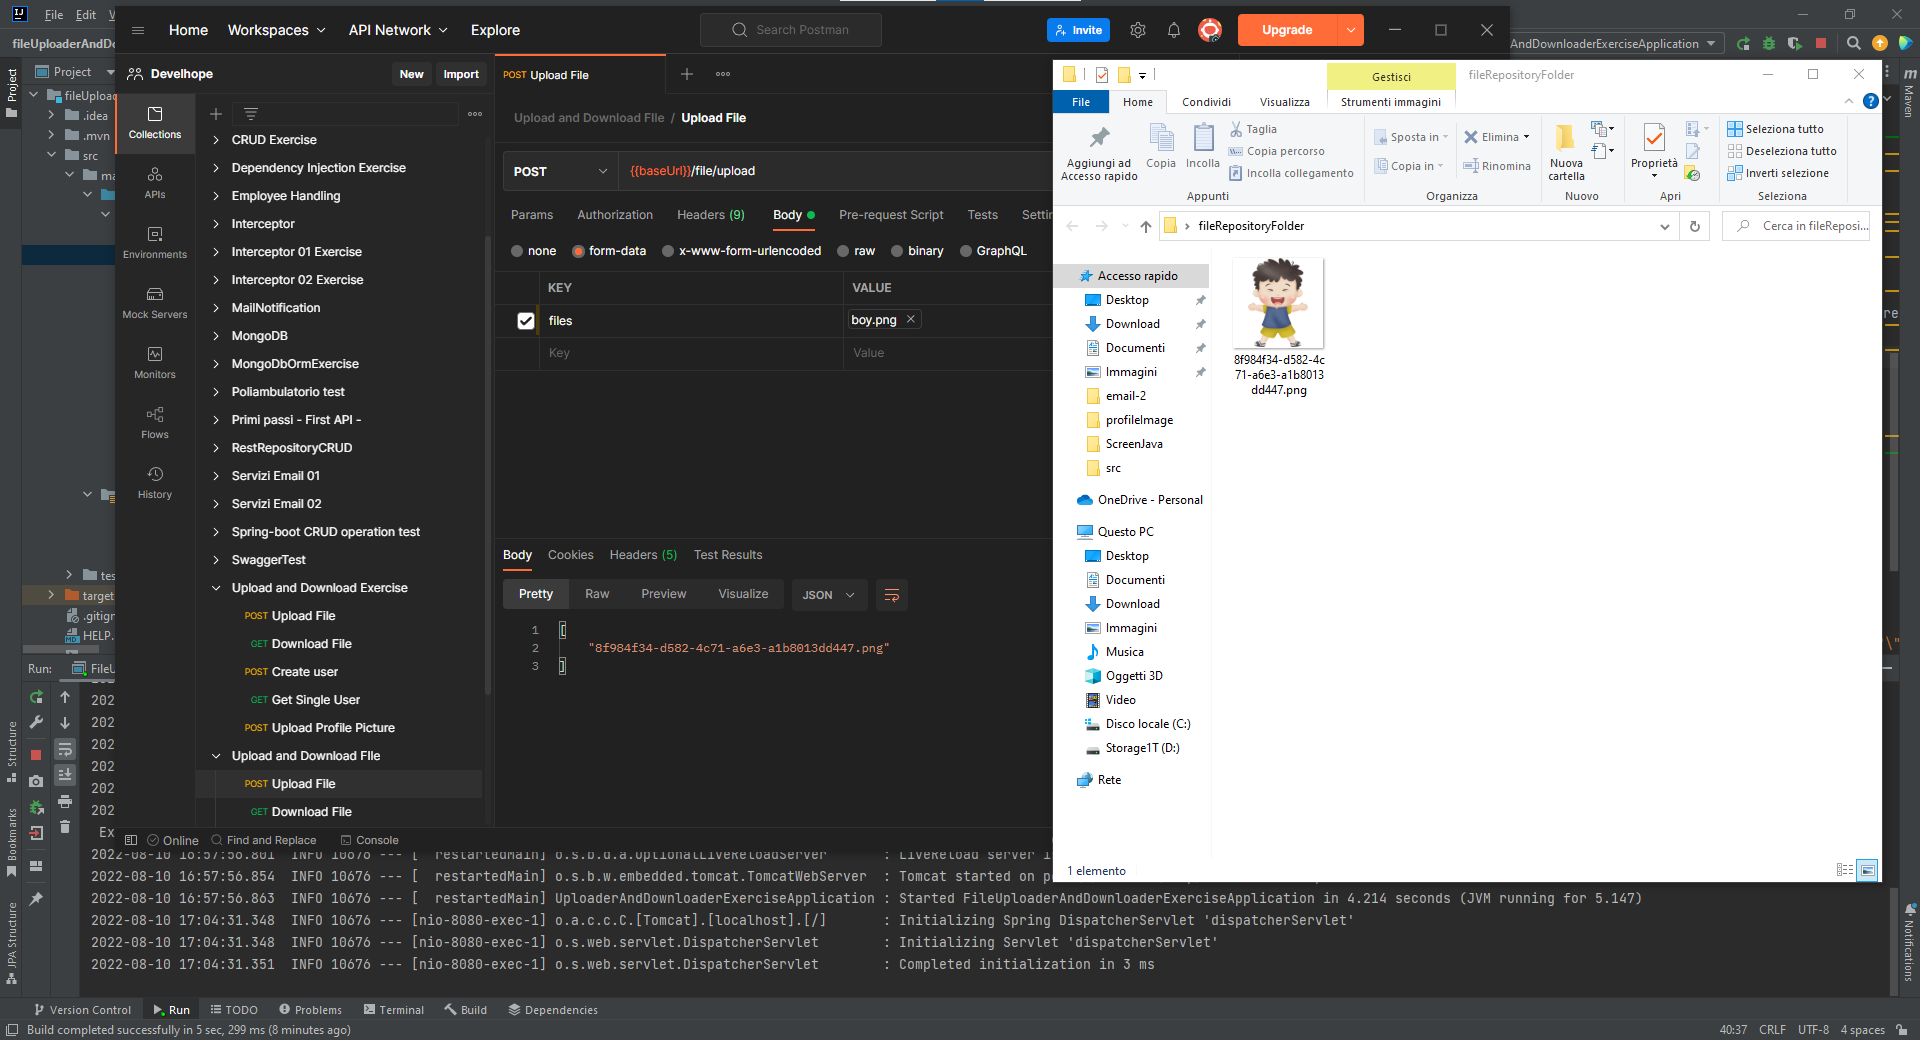 File Edit
fileUploaderAndDo
Project
fileUpload
.idea
.mvn
src
ma
tes
target
.gitign
HELP.
Run:
FileU
Home Workspaces API Network Explore
Search Postman
Invite
Upgrade
Develhope
New Import
POST Upload File
Collections
APIs
Environments
Mock Servers
Monitors
Flows
History
CRUD Exercise
Dependency Injection Exercise
Employee Handling
Interceptor
Interceptor 01 Exercise
Interceptor 02 Exercise
MailNotification
MongoDB
MongoDbOrmExercise
Poliambulatorio test
Primi passi - First API -
RestRepositoryCRUD
Servizi Email 01
Servizi Email 02
Spring-boot CRUD operation test
SwaggerTest
Upload and Download Exercise
POST Upload File
GET Download File
POST Create user
GET Get Single User
POST Upload Profile Picture
Upload and Download FIle
POST Upload File
GET Download File
Online Find and Replace Console
Upload and Download FIle / Upload File
POST {{baseUrl}}/file/upload
Params Authorization Headers (9) Body Pre-request Script Tests Settin
none form-data x-www-form-urlencoded raw binary GraphQL
KEY VALUE
files boy.png
Key Value
Body Cookies Headers (5) Test Results
Pretty Raw Preview Visualize JSON
1 [
2 "8f984f34-d582-4c71-a6e3-a1b8013dd447.png"
3 ]
AndDownloaderExerciseApplication
Gestisci fileRepositoryFolder
File Home Condividi Visualizza Strumenti immagini
Aggiungi ad
Accesso rapido
Copia
Incolla
Taglia
Copia percorso
Incolla collegamento
Appunti
Sposta in
Copia in
Elimina
Rinomina
Organizza
Nuova
cartella
Nuovo
Proprietà
Apri
Seleziona tutto
Deseleziona tutto
Inverti selezione
Seleziona
fileRepositoryFolder
Cerca in fileReposi...
Accesso rapido
Desktop
Download
Documenti
Immagini
email-2
profileImage
ScreenJava
src
OneDrive - Personal
Questo PC
Desktop
Documenti
Download
Immagini
Musica
Oggetti 3D
Video
Disco locale (C:)
Storage1T (D:)
Rete
8f984f34-d582-4c
71-a6e3-a1b8013
dd447.png
1 elemento
Maven
re
Notifications
Project
Structure
Bookmarks
JPA Structure
202
202
202
202
202
202
Ex
2022-08-10 16:57:56.801 INFO 10676 --- [ restartedMain] o.s.b.d.a.OptionalLiveReloadServer : LiveReload server i
2022-08-10 16:57:56.854 INFO 10676 --- [ restartedMain] o.s.b.w.embedded.tomcat.TomcatWebServer : Tomcat started on p
2022-08-10 16:57:56.863 INFO 10676 --- [ restartedMain] UploaderAndDownloaderExerciseApplication : Started FileUploaderAndDownloaderExerciseApplication in 4.214 seconds (JVM running for 5.147)
2022-08-10 17:04:31.348 INFO 10676 --- [nio-8080-exec-1] o.a.c.c.C.[Tomcat].[localhost].[/] : Initializing Spring DispatcherServlet 'dispatcherServlet'
2022-08-10 17:04:31.348 INFO 10676 --- [nio-8080-exec-1] o.s.web.servlet.DispatcherServlet : Initializing Servlet 'dispatcherServlet'
2022-08-10 17:04:31.351 INFO 10676 --- [nio-8080-exec-1] o.s.web.servlet.DispatcherServlet : Completed initialization in 3 ms
Version Control Run TODO Problems Terminal Build Dependencies
Build completed successfully in 5 sec, 299 ms (8 minutes ago)
40:37 CRLF UTF-8 4 spaces